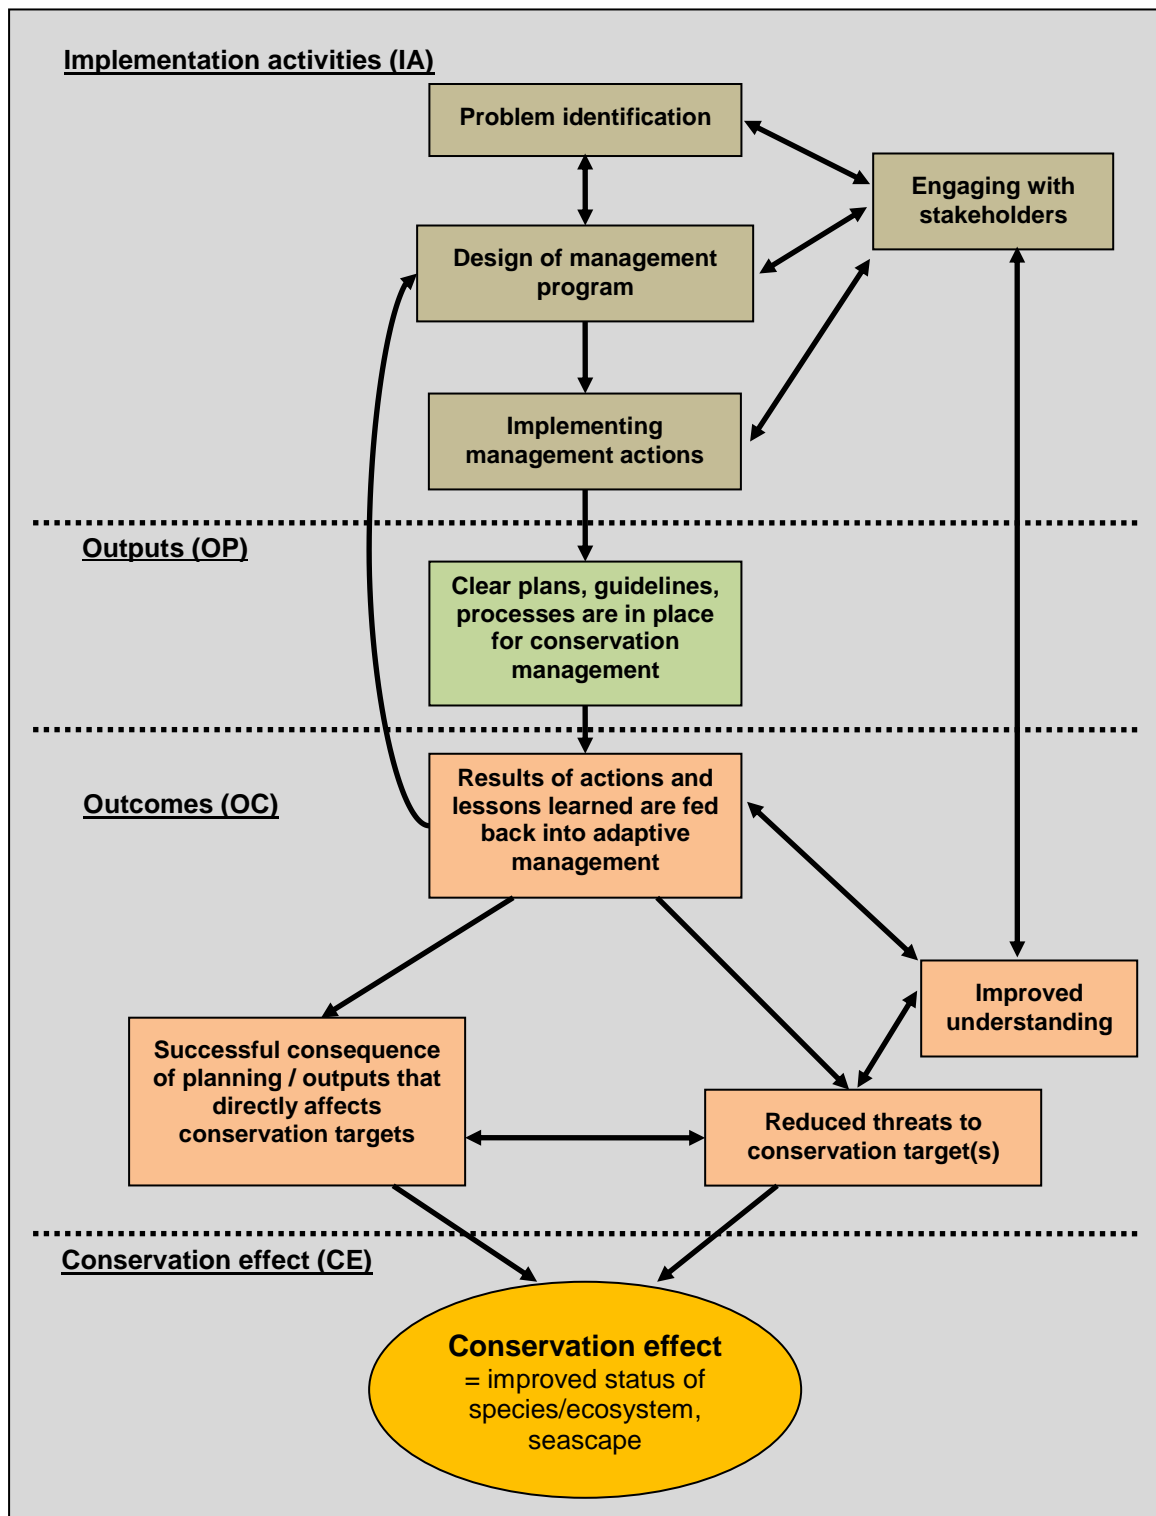 Implementation activities (IA)
Problem identification
Engaging with
stakeholders
Design of management
program
Implementing
management actions
Outputs (OP)
Clear plans, guidelines,
processes are in place
for conservation
management
Outcomes (OC)
Results of actions and
lessons learned are fed
back into adaptive
management
Improved
understanding
Successful consequence
of planning / outputs that
directly affects
conservation targets
Reduced threats to
conservation target(s)
Conservation effect (CE)
Conservation effect
= improved status of
species/ecosystem,
seascape